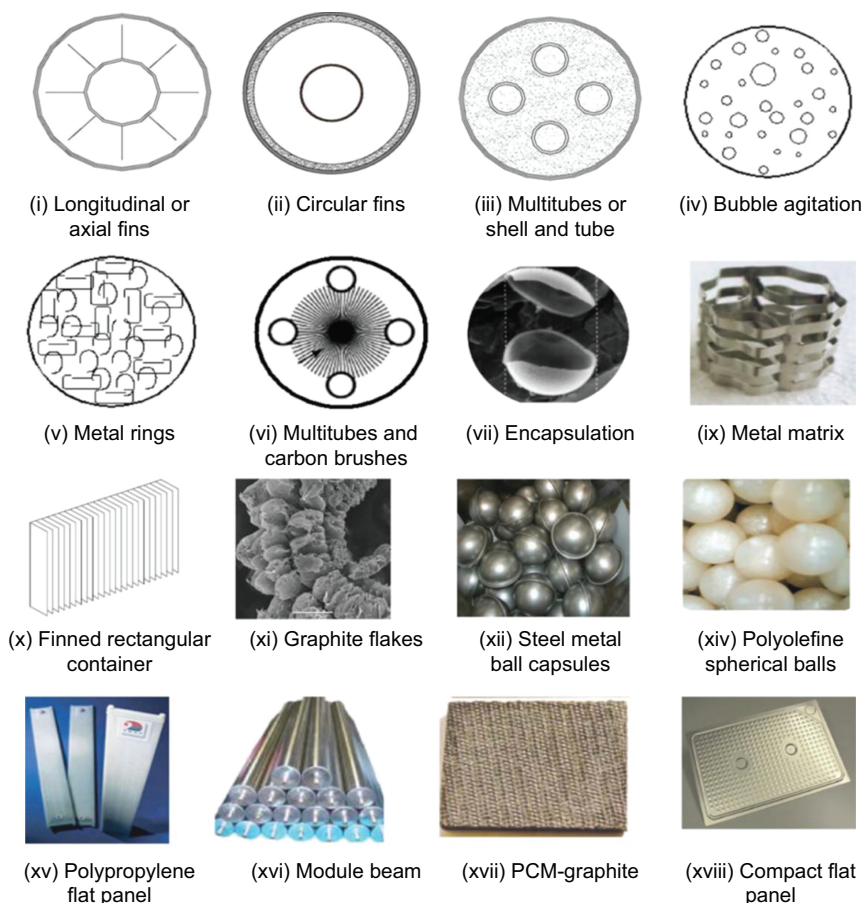 (i) Longitudinal or
axial fins
(ii) Circular fins
(iii) Multitubes or
shell and tube
(iv) Bubble agitation
(v) Metal rings
(vi) Multitubes and
carbon brushes
(vii) Encapsulation
(ix) Metal matrix
(x) Finned rectangular
container
(xi) Graphite flakes
(xii) Steel metal
ball capsules
(xiv) Polyolefine
spherical balls
(xv) Polypropylene
flat panel
(xvi) Module beam
(xvii) PCM-graphite
(xviii) Compact flat
panel